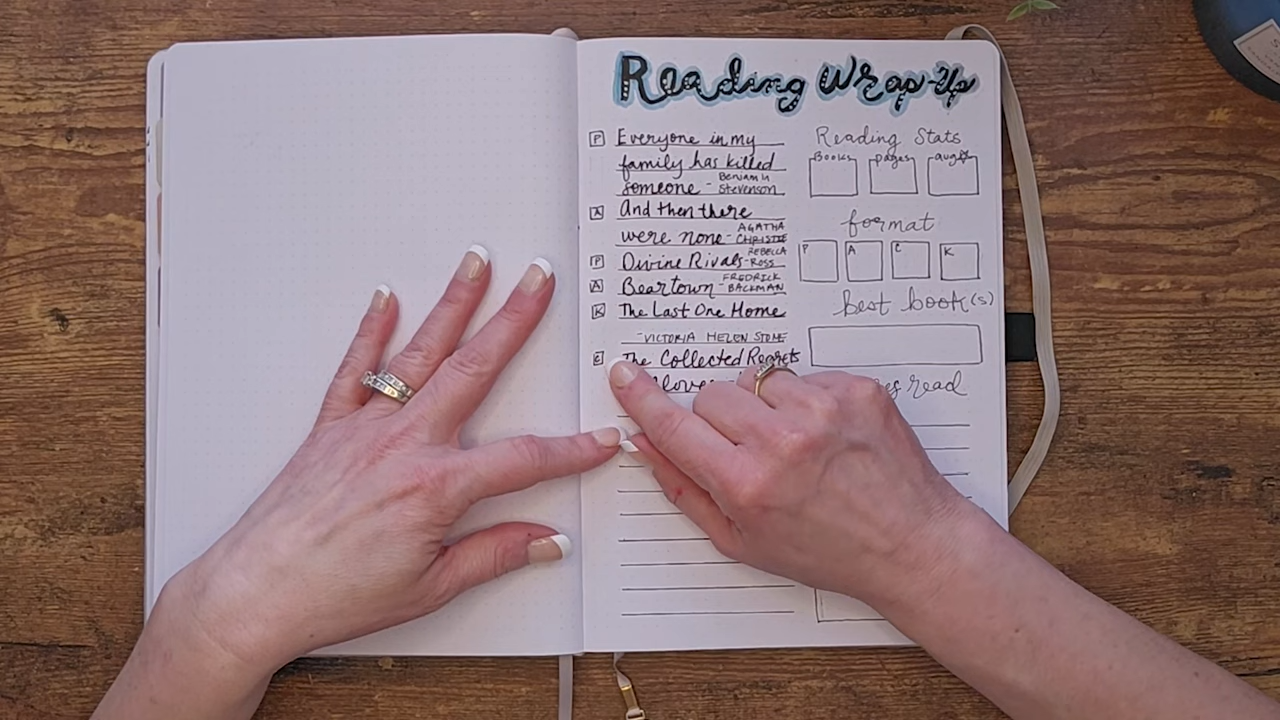 Reading Wrap-Up
P Everyone in my
family has killed
someone - Benjamin Stevenson
A And then there
were none - AGATHA CHRISTIE
P Divine Rivals - REBECCA ROSS
A Beartown - FREDRICK BACKMAN
K The Last One Home
- VICTORIA HELEN STONE
C The Collected Regrets
Clover
Reading Stats
Books pages avg
format
P A C K
Best book(s)
read